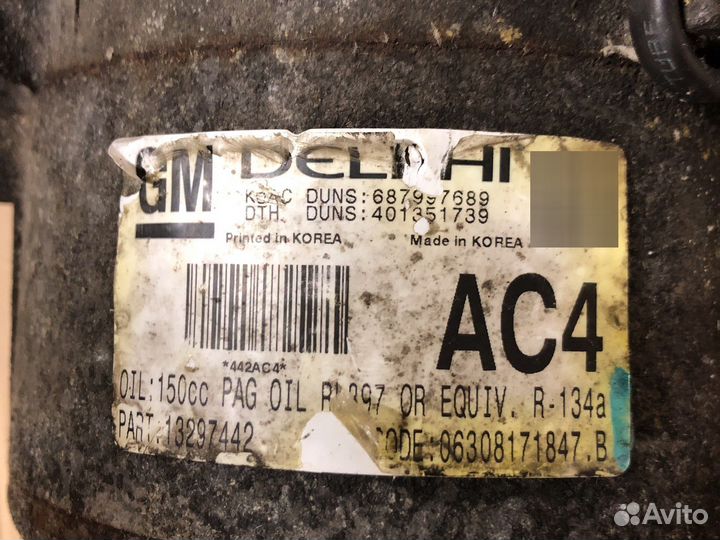 GM DELPHI
DUNS:687997689
DTH. DUNS:401351739
Printed in KOREA Made in KOREA
AC4
*442AC4*
OIL:150cc PAG OIL OR EQUIV. R-134a
PART:13297442 CODE:06308171847.B
Avito